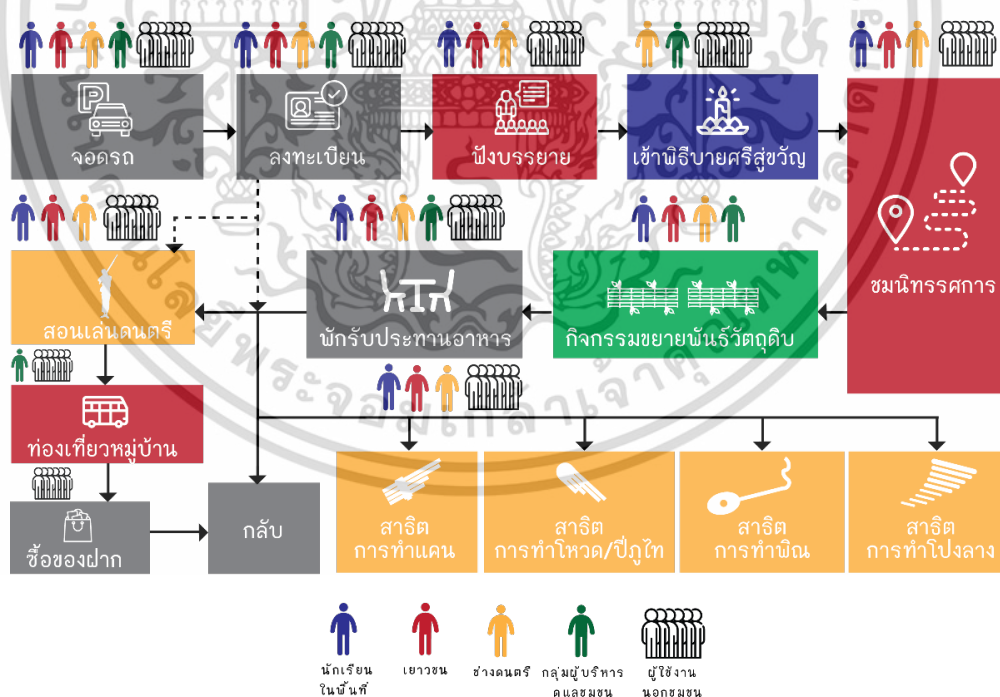 P
จอดรถ
ลงทะเบียน
ฟังบรรยาย
เข้าพิธีบายศรีสู่ขวัญ
ชมนิทรรศการ
สอนเล่นดนตรี
พักรับประทานอาหาร
กิจกรรมขยายพันธ์วัตถุดิบ
ท่องเที่ยวหมู่บ้าน
ซื้อของฝาก
กลับ
สาธิต
การทำแคน
สาธิต
การทำโหวด/ปี่ภูไท
สาธิต
การทำพิณ
สาธิต
การทำโปงลาง
นักเรียน
ในพื้นที่
เยาวชน
ช่างดนตรี
กลุ่มผู้บริหาร
ดูแลชุมชน
ผู้ใช้งาน
นอกชุมชน